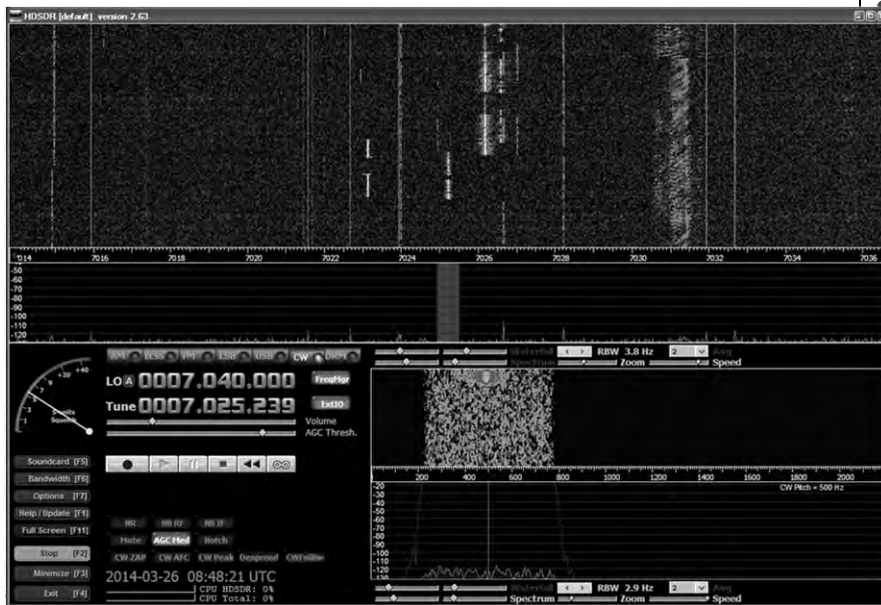 HDSDR [default] version 2.63
7014 7016 7018 7020 7022 7024 7026 7028 7030 7032 7034 7036
-50
-60
-70
-80
-90
-100
-110
-120
AM ECSS FM LSB USB CW DRM
Waterfall RBW 3.8 Hz 2 Avg
Spectrum Zoom Speed
+20 +40
S-units
Squelch
LO A 0007.040.000 FreqMgr
Tune 0007.025.239 ExtIO
Volume
AGC Thresh.
Soundcard [F5]
Bandwidth [F6]
Options [F7]
Help / Update [F1]
Full Screen [F11]
Stop [F2]
Minimize [F3]
Exit [F4]
200 400 600 800 1000 1200 1400 1600 1800 2000
CW Pitch = 500 Hz
-20
-30
-40
-50
-60
-70
-80
-90
-100
-110
-120
-130
NR NB RF NB IF
Mute AGC Med Notch
CW ZAP CW AFC CW Peak Despread CWFullBw
2014-03-26 08:48:21 UTC
CPU HDSDR: 0%
CPU Total: 0%
RBW 2.9 Hz 2 Avg
Spectrum Zoom Speed